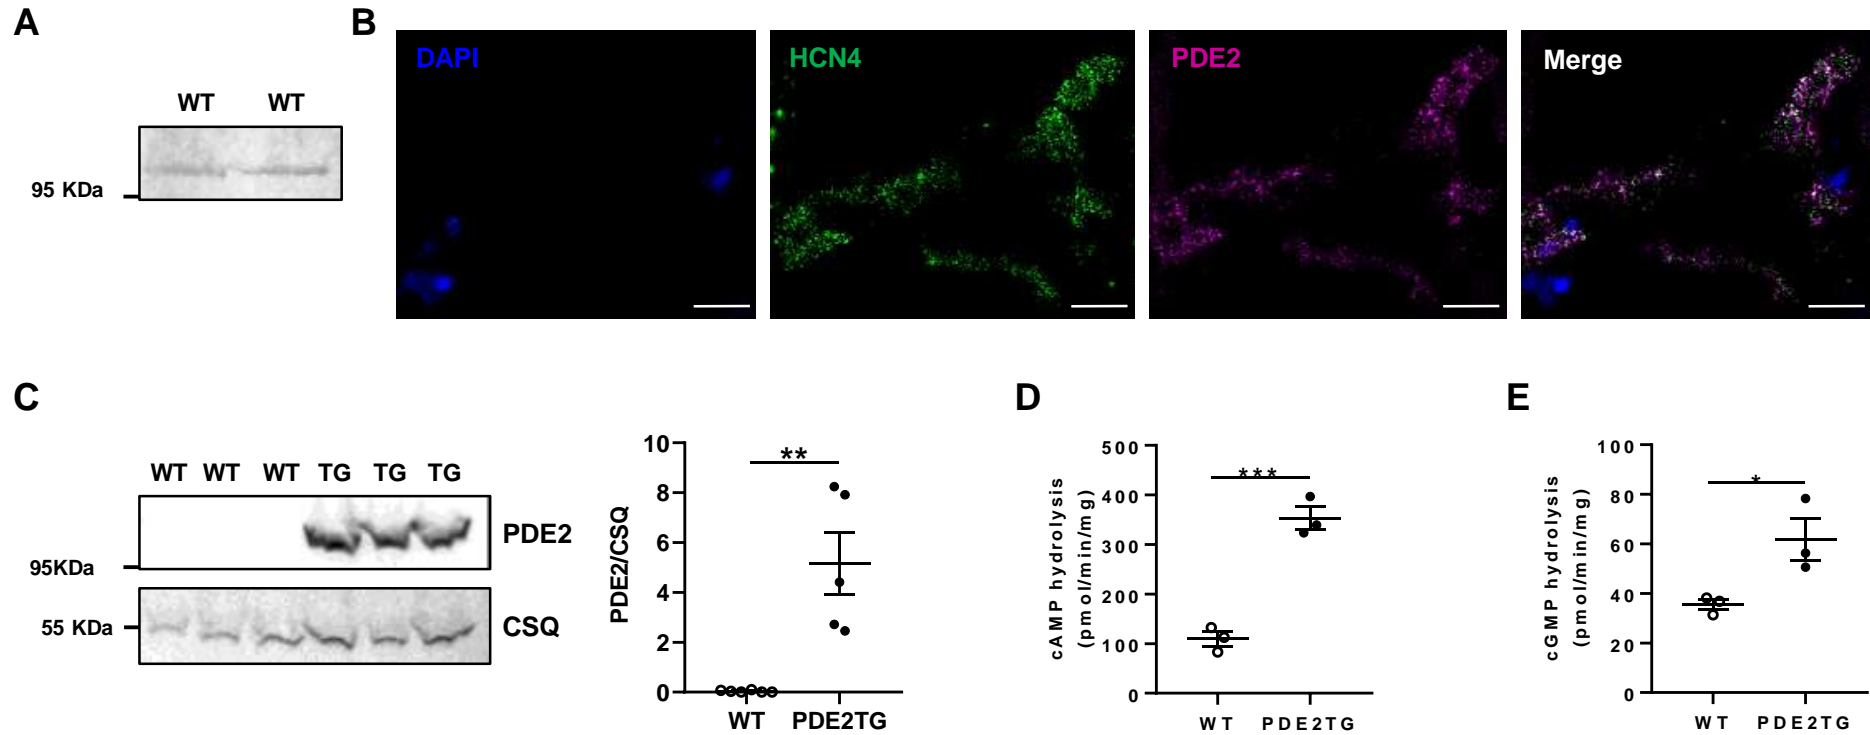 A
B
WT WT
95 KDa
DAPI
HCN4
PDE2
Merge
C
D
E
WT WT WT TG TG TG
PDE2
95KDa
55 KDa
CSQ
PDE2/CSQ
10
8
6
4
2
0
**
WT PDE2TG
cAMP hydrolysis
(pmol/min/mg)
500
400
300
200
100
0
***
WT PDE2TG
cGMP hydrolysis
(pmol/min/mg)
100
80
60
40
20
0
*
WT PDE2TG